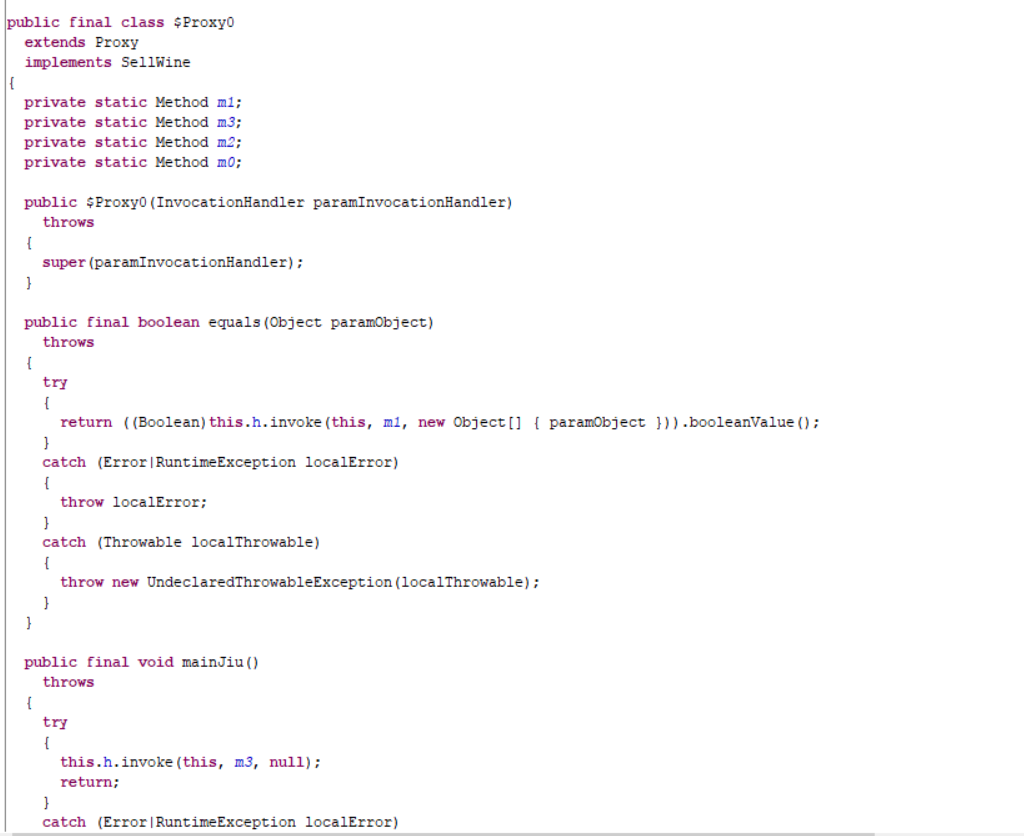 public final class $Proxy0
  extends Proxy
  implements SellWine
{
  private static Method m1;
  private static Method m3;
  private static Method m2;
  private static Method m0;

  public $Proxy0(InvocationHandler paramInvocationHandler)
    throws
  {
    super(paramInvocationHandler);
  }

  public final boolean equals(Object paramObject)
    throws
  {
    try
    {
      return ((Boolean)this.h.invoke(this, m1, new Object[] { paramObject })).booleanValue();
    }
    catch (Error|RuntimeException localError)
    {
      throw localError;
    }
    catch (Throwable localThrowable)
    {
      throw new UndeclaredThrowableException(localThrowable);
    }
  }

  public final void mainJiu()
    throws
  {
    try
    {
      this.h.invoke(this, m3, null);
      return;
    }
    catch (Error|RuntimeException localError)